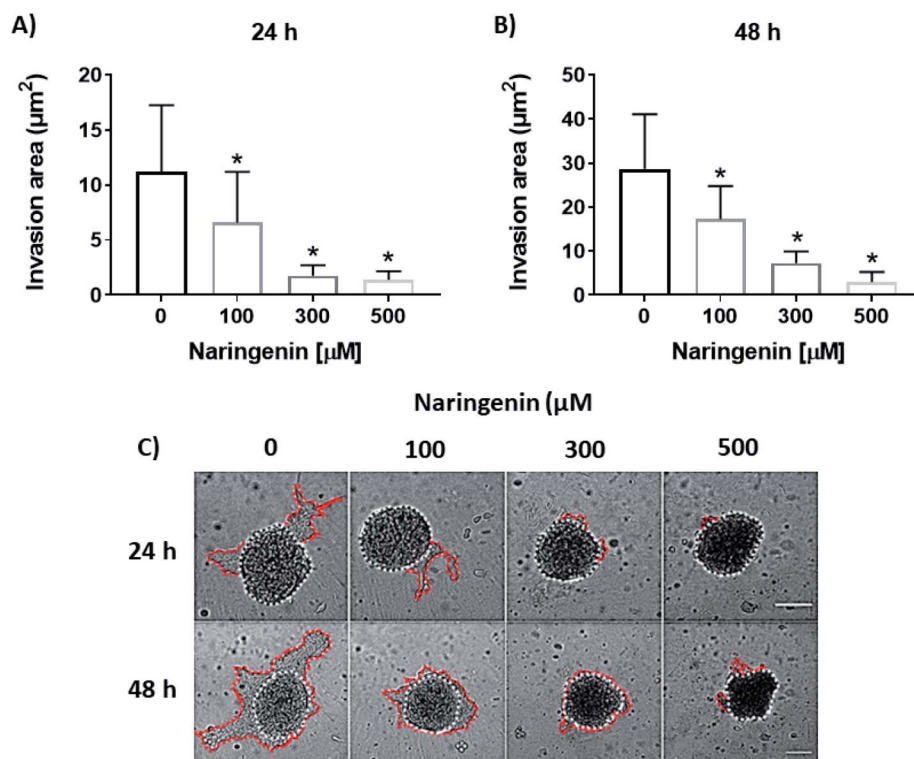 A)
24 h
Invasion area (µm²)
20
15
10
5
0
*
*
*
0 100 300 500
Naringenin [µM]
B)
48 h
Invasion area (µm²)
50
40
30
20
10
0
*
*
*
0 100 300 500
Naringenin [µM]
Naringenin (µM
C)
0 100 300 500
24 h
48 h